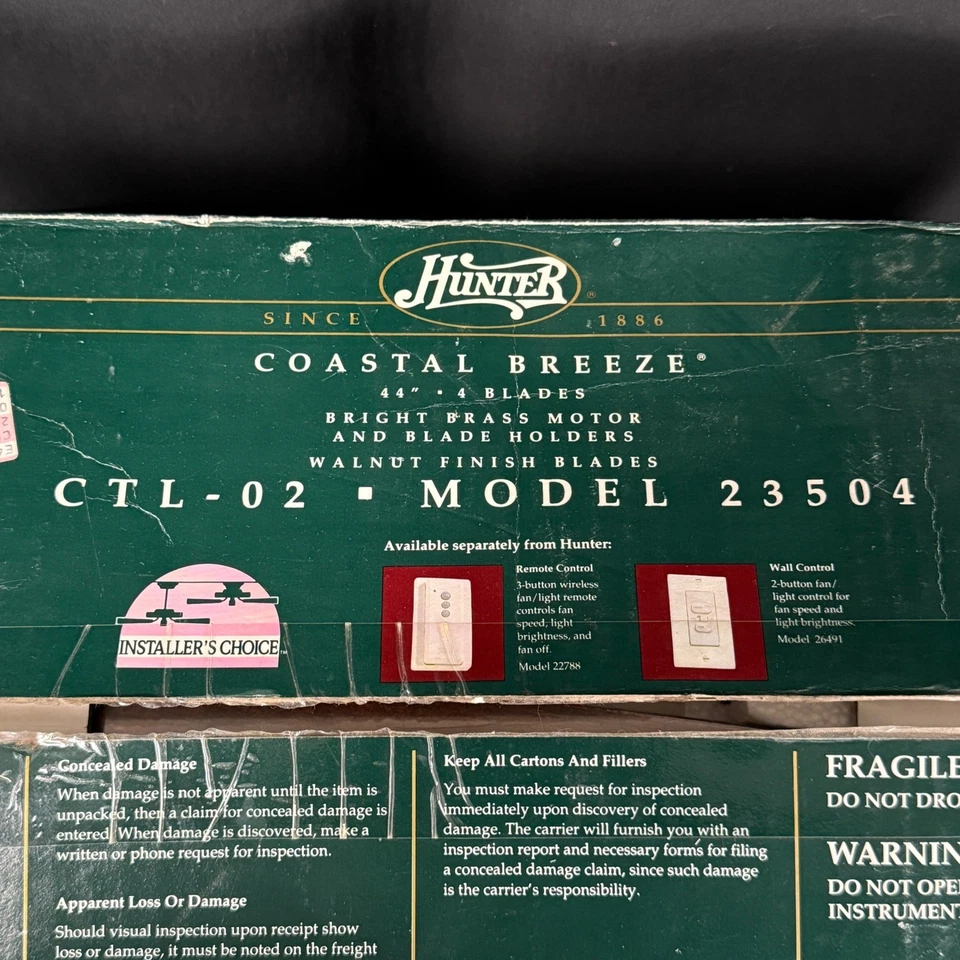 HUNTER®
SINCE 1886
COASTAL BREEZE®
44" ▪ 4 BLADES
BRIGHT BRASS MOTOR
AND BLADE HOLDERS
WALNUT FINISH BLADES
CTL-02 ▪ MODEL 23504
Available separately from Hunter:
INSTALLER'S CHOICE™
Remote Control
3-button wireless
fan/light remote
controls fan
speed, light
brightness, and
fan off.
Model 22788
Wall Control
2-button fan/
light control for
fan speed and
light brightness.
Model 26491
Concealed Damage
When damage is not apparent until the item is
unpacked, then a claim for concealed damage is
entered. When damage is discovered, make a
written or phone request for inspection.
Apparent Loss Or Damage
Should visual inspection upon receipt show
loss or damage, it must be noted on the freight
Keep All Cartons And Fillers
You must make request for inspection
immediately upon discovery of concealed
damage. The carrier will furnish you with an
inspection report and necessary forms for filing
a concealed damage claim, since such damage
is the carrier's responsibility.
FRAGILE
DO NOT DRO
WARNIN
DO NOT OPE
INSTRUMENT